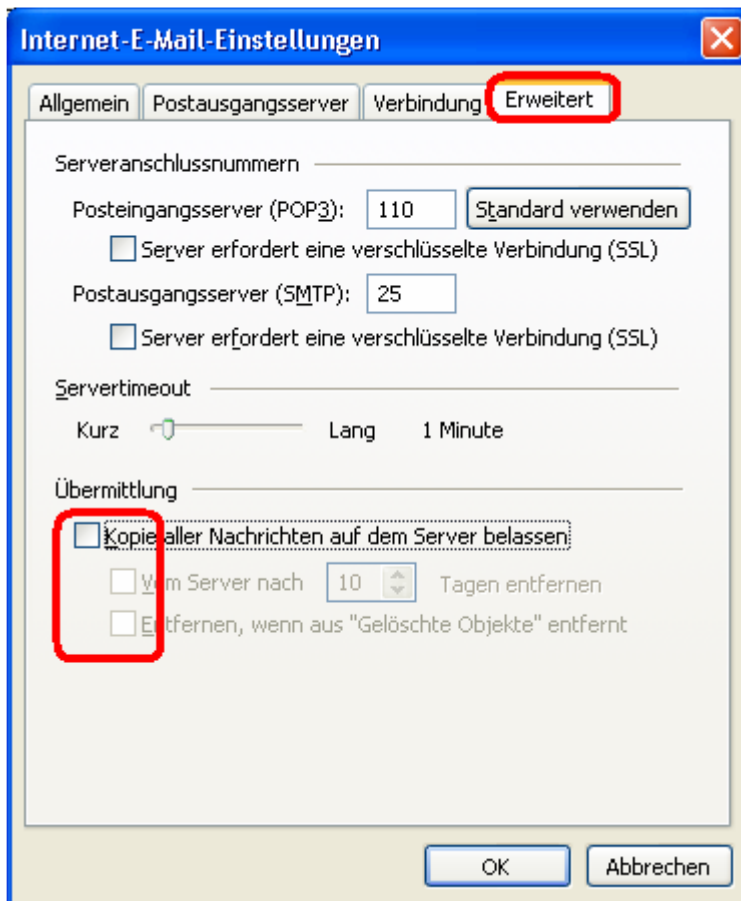 Internet-E-Mail-Einstellungen
Allgemein Postausgangsserver Verbindung Erweitert
Serveranschlussnummern
Posteingangsserver (POP3): 110 Standard verwenden
Server erfordert eine verschlüsselte Verbindung (SSL)
Postausgangsserver (SMTP): 25
Server erfordert eine verschlüsselte Verbindung (SSL)
Servertimeout
Kurz Lang 1 Minute
Übermittlung
Kopie aller Nachrichten auf dem Server belassen
Vom Server nach 10 Tagen entfernen
Entfernen, wenn aus "Gelöschte Objekte" entfernt
OK Abbrechen